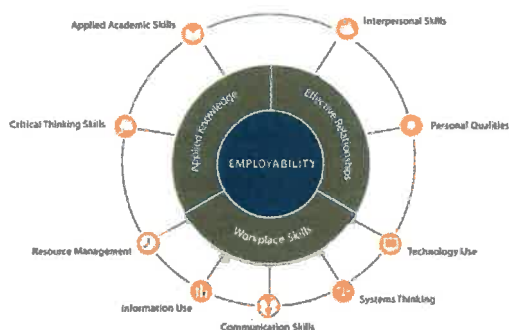 Applied Academic Skills
Interpersonal Skills
Applied Knowledge
Effective Relationships
Critical Thinking Skills
Personal Qualities
EMPLOYABILITY
Workplace Skills
Resource Management
Technology Use
Information Use
Systems Thinking
Communication Skills